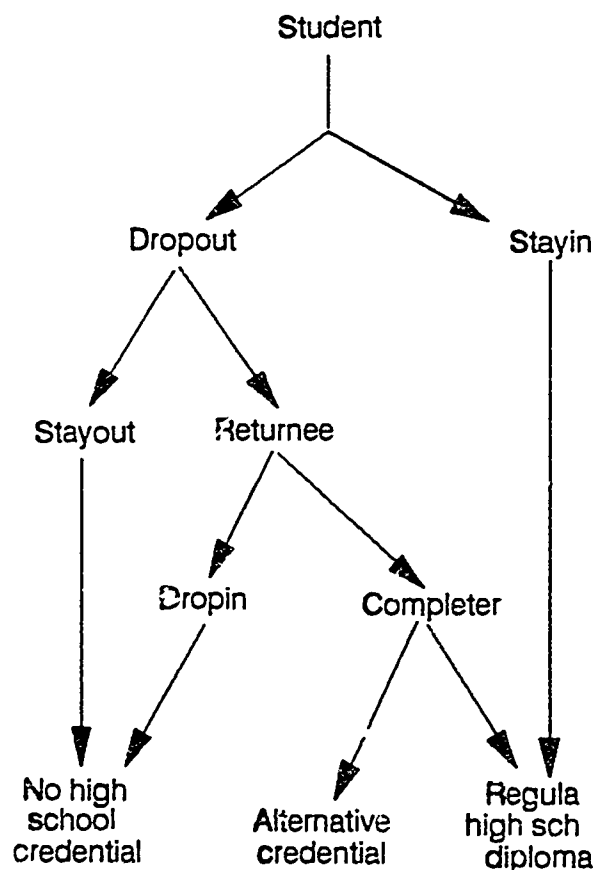 Student
Dropout
Stayin
Stayout
Returnee
Dropin
Completer
No high
school
credential
Alternative
credential
Regula
high sch
diploma